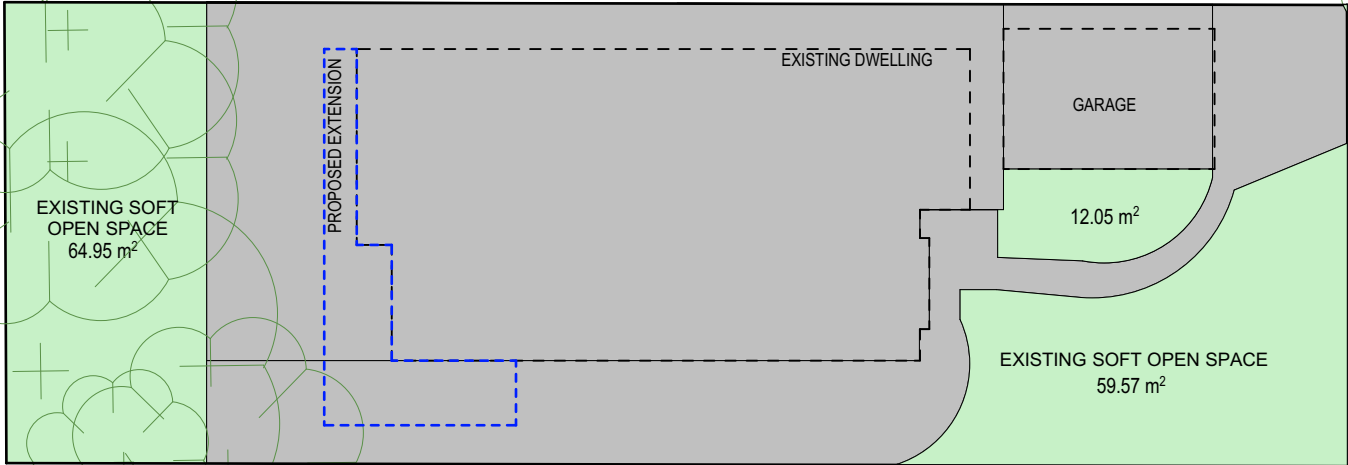 EXISTING SOFT
OPEN SPACE
64.95 m²
PROPOSED EXTENSION
EXISTING DWELLING
GARAGE
12.05 m²
EXISTING SOFT OPEN SPACE
59.57 m²